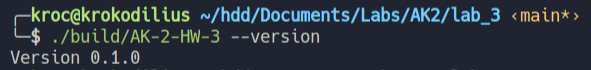 ╭─kroc@krokodilius ~/hdd/Documents/Labs/AK2/lab_3 ‹main*›
╰─$ ./build/AK-2-HW-3 --version
Version 0.1.0